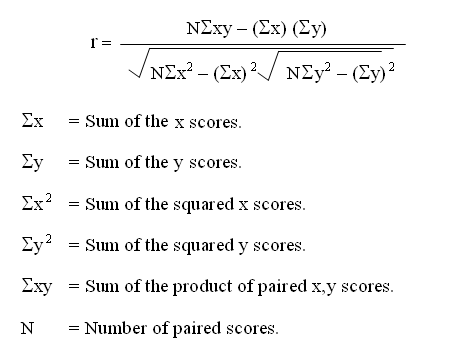 r = NΣxy – (Σx) (Σy)
√NΣx² – (Σx)² √NΣy² – (Σy)²
Σx = Sum of the x scores.
Σy = Sum of the y scores.
Σx² = Sum of the squared x scores.
Σy² = Sum of the squared y scores.
Σxy = Sum of the product of paired x,y scores.
N = Number of paired scores.